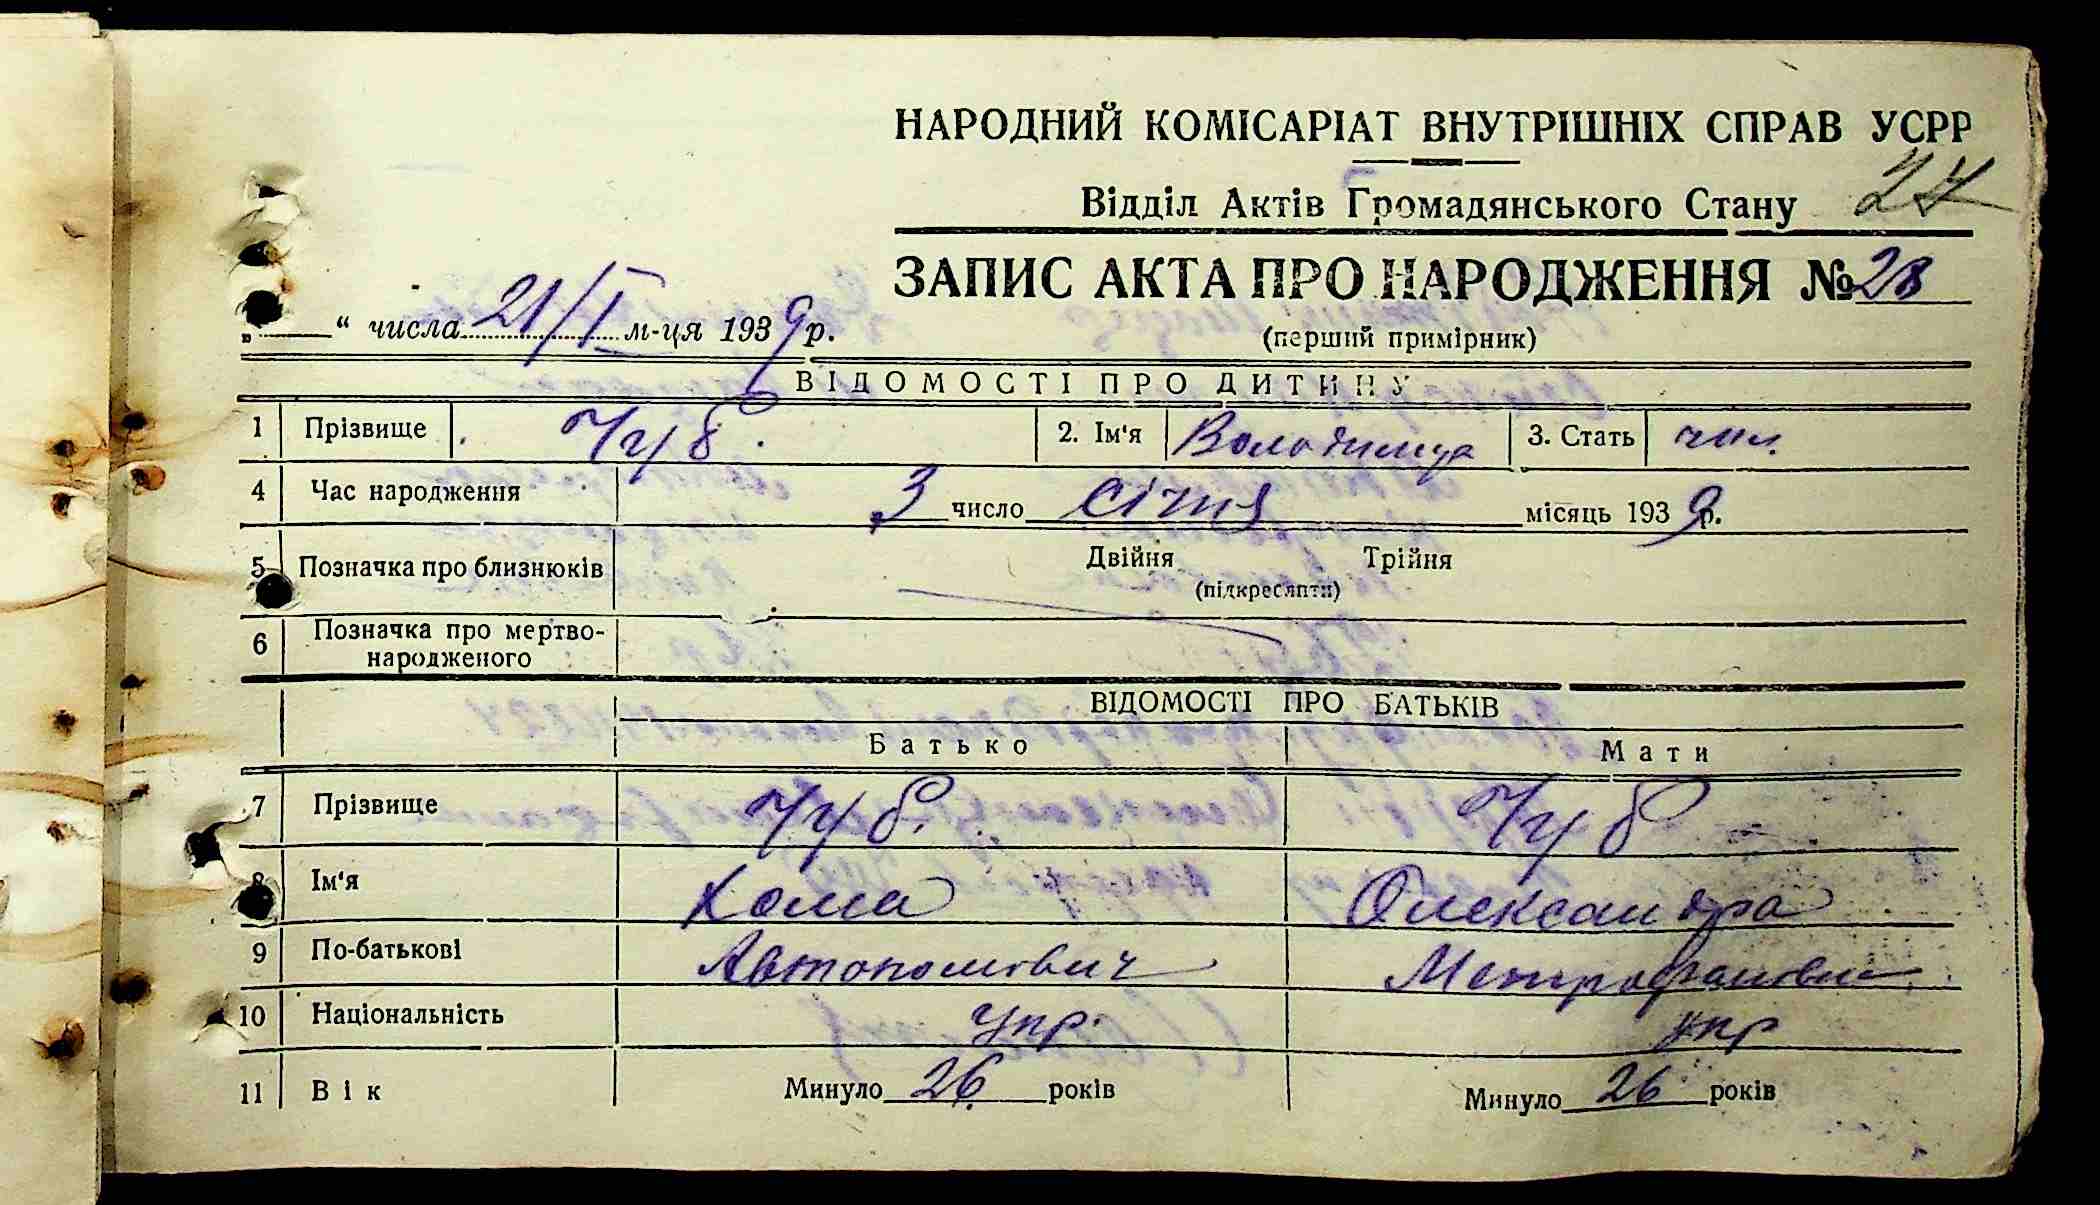 НАРОДНИЙ КОМІСАРІАТ ВНУТРІШНІХ СПРАВ УСРР
Відділ Актів Громадянського Стану 27
ЗАПИС АКТА ПРО НАРОДЖЕННЯ № 28
„ “ числа 21/I м-ця 1939 р.
(перший примірник)
ВІДОМОСТІ ПРО ДИТИНУ
1 Прізвище Чуб. 2. Ім'я Володимир 3. Стать чол.
4 Час народження 3 число січня місяць 1939 р.
5 Позначка про близнюків Двійня Трійня
(підкреслити)
6 Позначка про мертво-
народженого
ВІДОМОСТІ ПРО БАТЬКІВ
Батько Мати
7 Прізвище Чуб. Чуб
8 Ім'я Хома Олександра
9 По-батькові Автономович Метрофановна
10 Національність укр. укр
11 Вік Минуло 26 років Минуло 26 років